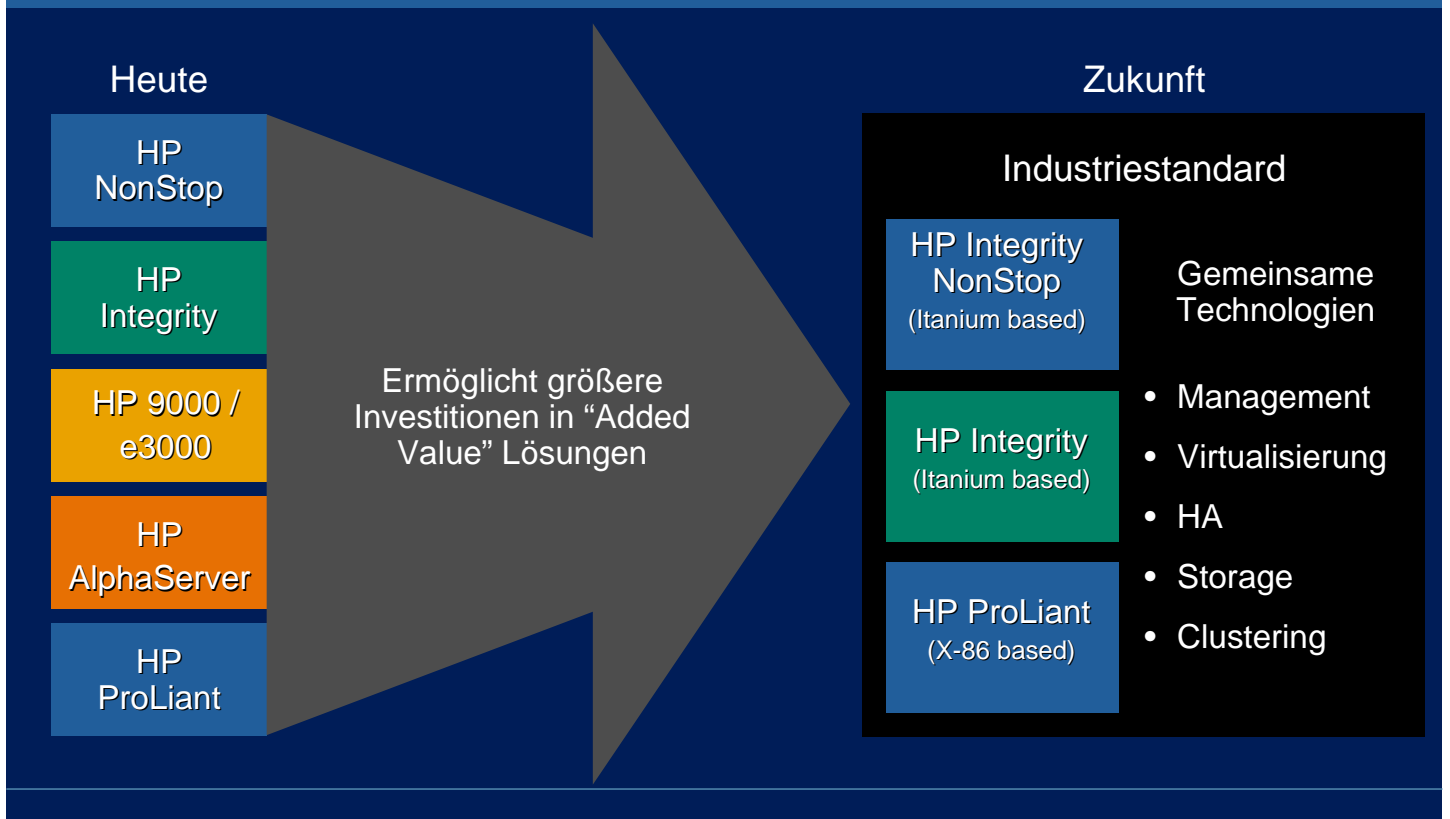 Heute
HP
NonStop
HP
Integrity
HP 9000 /
e3000
HP
AlphaServer
HP
ProLiant
Ermöglicht größere
Investitionen in “Added
Value” Lösungen
Zukunft
Industriestandard
HP Integrity
NonStop
(Itanium based)
HP Integrity
(Itanium based)
HP ProLiant
(X-86 based)
Gemeinsame
Technologien
• Management
• Virtualisierung
• HA
• Storage
• Clustering